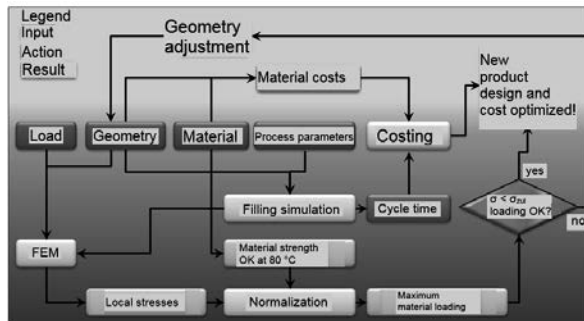 Legend
Input
Action
Result
Geometry
adjustment
Material costs
New
product
design and
cost optimized!
Load
Geometry
Material
Process parameters
Costing
yes
σ < σzul
loading OK?
no
Filling simulation
Cycle time
FEM
Material strength
OK at 80 °C
Local stresses
Normalization
Maximum
material loading